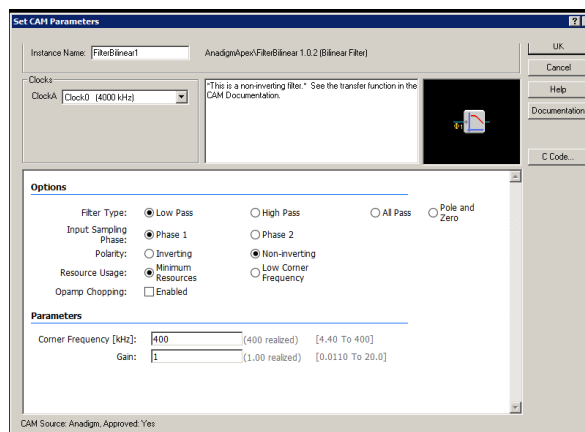 Set CAM Parameters
?
Instance Name: FilterBilinear1 AnadigmApex\FilterBilinear 1.0.2 (Bilinear Filter)
OK
Cancel
Help
Documentation
C Code...
Clocks
ClockA Clock0 (4000 kHz)
"This is a non-inverting filter." See the transfer function in the
CAM Documentation.
Φ1
Options
Filter Type: Low Pass High Pass All Pass Pole and
Zero
Input Sampling
Phase: Phase 1 Phase 2
Polarity: Inverting Non-inverting
Resource Usage: Minimum
Resources Low Corner
Frequency
Opamp Chopping: Enabled
Parameters
Corner Frequency [kHz]: 400 (400 realized) [4.40 To 400]
Gain: 1 (1.00 realized) [0.0110 To 20.0]
CAM Source: Anadigm, Approved: Yes